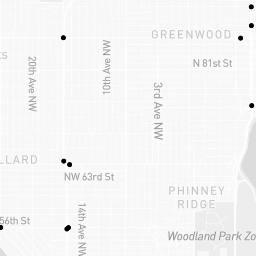 GREENWOOD
20th Ave NW
10th Ave NW
N 81st St
3rd Ave NW
LLARD
NW 63rd St
PHINNEY
RIDGE
14th Ave NW
56th St
Woodland Park Zo